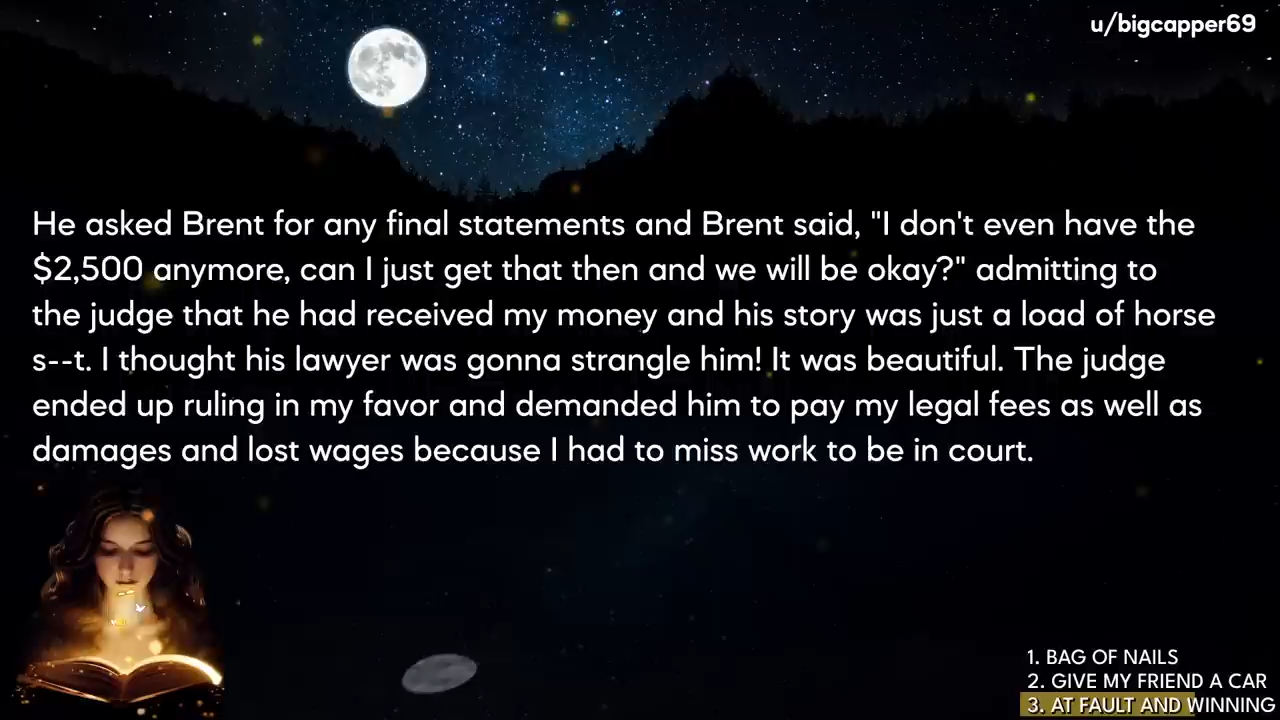 u/bigcapper69
He asked Brent for any final statements and Brent said, "I don't even have the
$2,500 anymore, can I just get that then and we will be okay?" admitting to
the judge that he had received my money and his story was just a load of horse
s--t. I thought his lawyer was gonna strangle him! It was beautiful. The judge
ended up ruling in my favor and demanded him to pay my legal fees as well as
damages and lost wages because I had to miss work to be in court.
1. BAG OF NAILS
2. GIVE MY FRIEND A CAR
3. AT FAULT AND WINNING